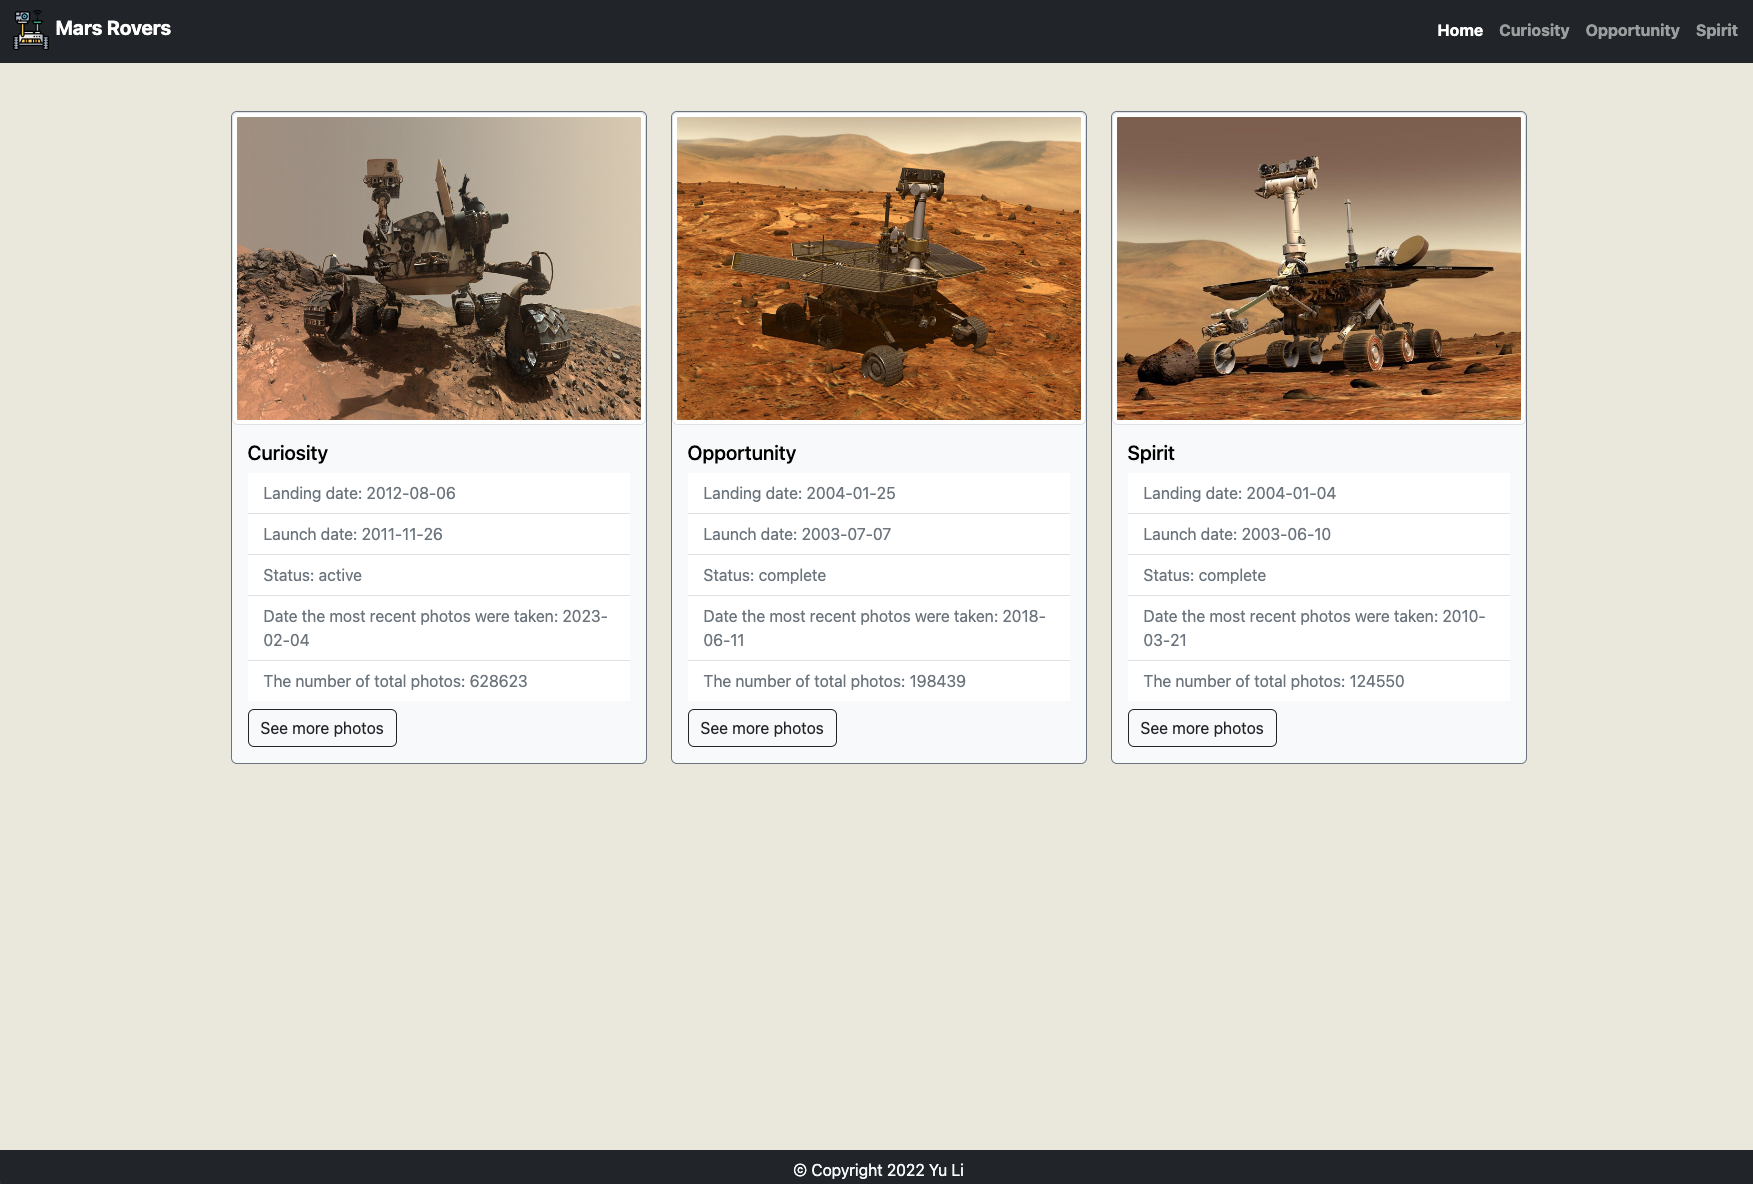 Mars Rovers
Home Curiosity Opportunity Spirit
Curiosity
Landing date: 2012-08-06
Launch date: 2011-11-26
Status: active
Date the most recent photos were taken: 2023-
02-04
The number of total photos: 628623
See more photos
Opportunity
Landing date: 2004-01-25
Launch date: 2003-07-07
Status: complete
Date the most recent photos were taken: 2018-
06-11
The number of total photos: 198439
See more photos
Spirit
Landing date: 2004-01-04
Launch date: 2003-06-10
Status: complete
Date the most recent photos were taken: 2010-
03-21
The number of total photos: 124550
See more photos
© Copyright 2022 Yu Li